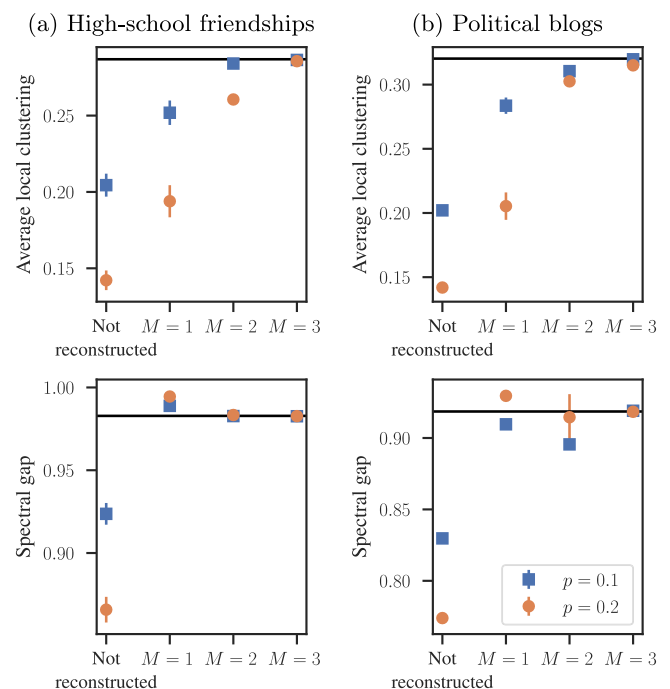 (a) High-school friendships
(b) Political blogs
Average local clustering
0.25
0.20
0.15
Not reconstructed
M = 1
M = 2
M = 3
Average local clustering
0.30
0.25
0.20
0.15
Not reconstructed
M = 1
M = 2
M = 3
Spectral gap
1.00
0.95
0.90
Not reconstructed
M = 1
M = 2
M = 3
Spectral gap
0.90
0.85
0.80
p = 0.1
p = 0.2
Not reconstructed
M = 1
M = 2
M = 3